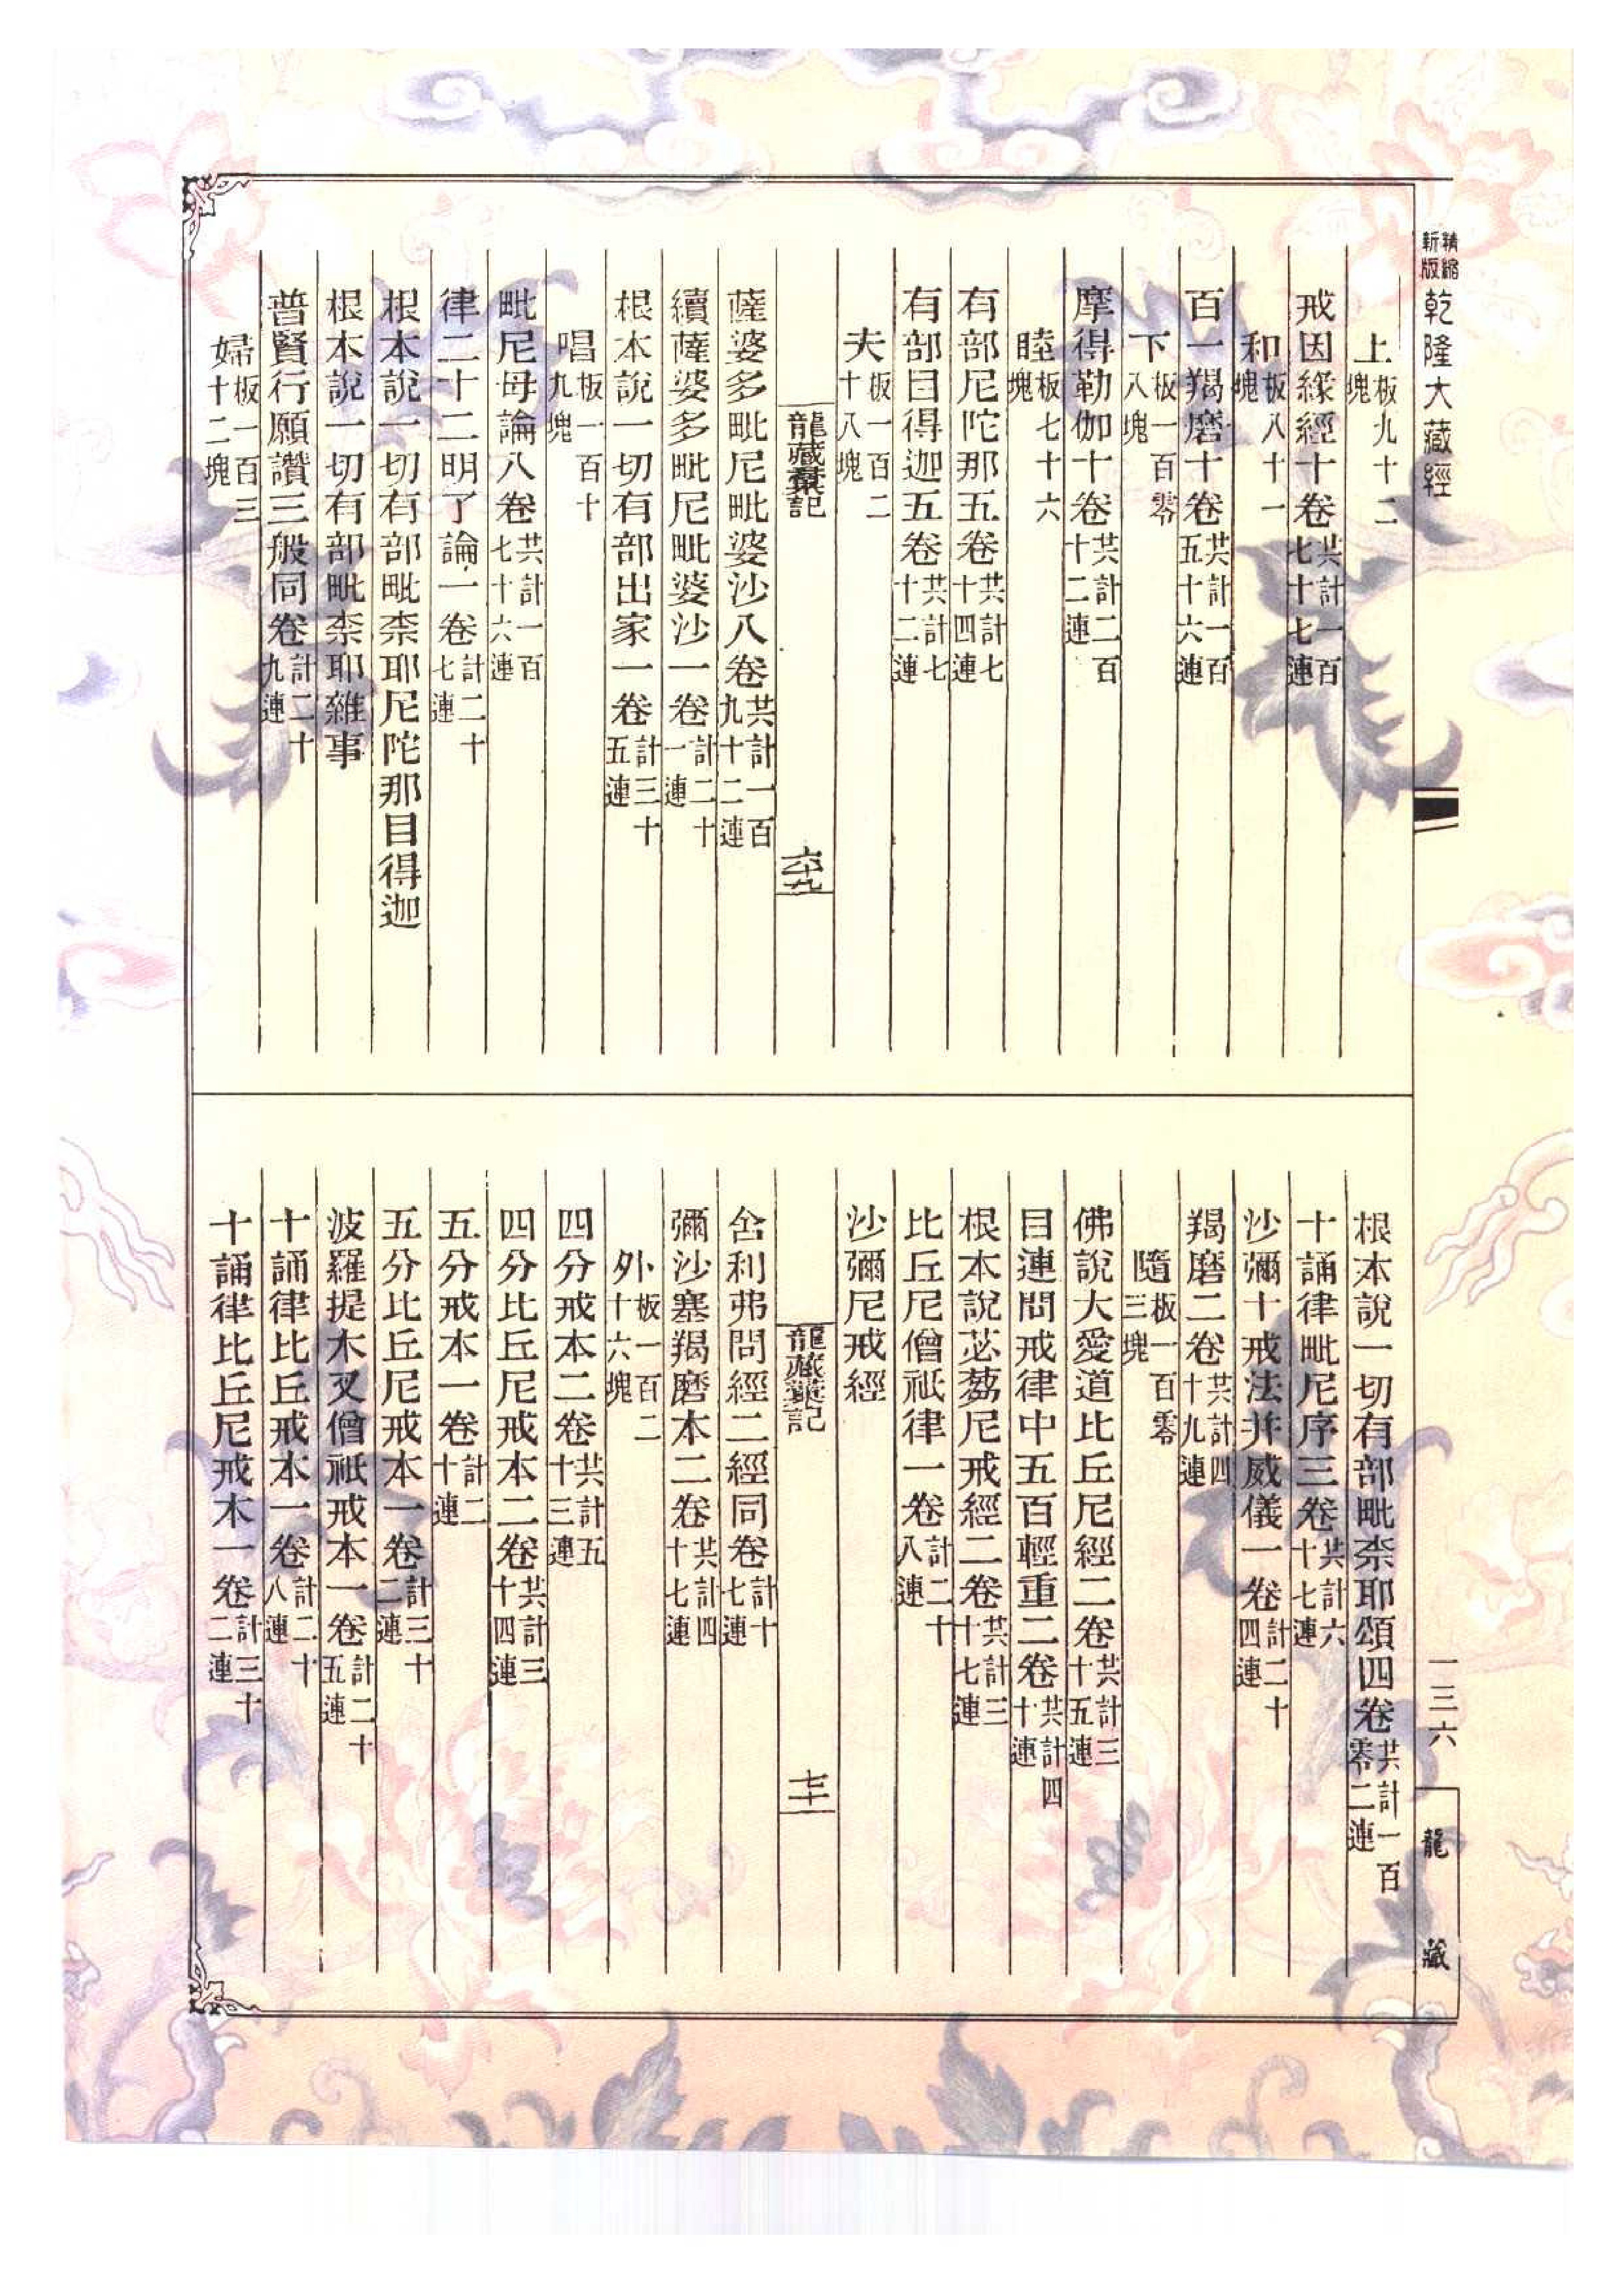 精縮
新版
乾隆大藏經
一三六
龍藏
上板九十二塊
戒因緣經十卷共計一百七十七連
和板八十一塊
百一羯磨十卷共計一百五十六連
下板一百零八塊
摩得勒伽十卷共計二百十二連
睦板七十六塊
有部尼陀那五卷共計七十四連
有部目得迦五卷共計七十二連
夫板一百二十八塊
龍藏彙記
六十九
薩婆多毗尼毗婆沙八卷共計一百九十二連
續薩婆多毗尼毗婆沙一卷計二十一連
根本說一切有部出家一卷計三十五連
唱板一百十九塊
毗尼母論八卷共計一百七十六連
律二十二明了論一卷計二十七連
根本說一切有部毗柰耶尼陀那目得迦
根本說一切有部毗柰耶雜事
普賢行願讚三般同卷計二十九連
婦板一百三十二塊
根本說一切有部毗柰耶頌四卷共計一百零二連
十誦律毗尼序三卷共計六十七連
沙彌十戒法并威儀一卷計二十四連
羯磨二卷共計四十九連
隨板一百零三塊
佛說大愛道比丘尼經二卷共計三十五連
目連問戒律中五百輕重二卷共計四十連
根本說苾蒭尼戒經二卷共計三十七連
比丘尼僧祇律一卷計二十八連
沙彌尼戒經
龍藏彙記
七十
舍利弗問經二經同卷計十七連
彌沙塞羯磨本二卷共計四十七連
外板一百二十六塊
四分戒本二卷共計五十三連
四分比丘尼戒本二卷共計三十四連
五分戒本一卷計二十連
五分比丘尼戒本一卷計三十二連
波羅提木叉僧祇戒本一卷計二十五連
十誦律比丘戒本一卷計二十八連
十誦律比丘尼戒本一卷計三十二連